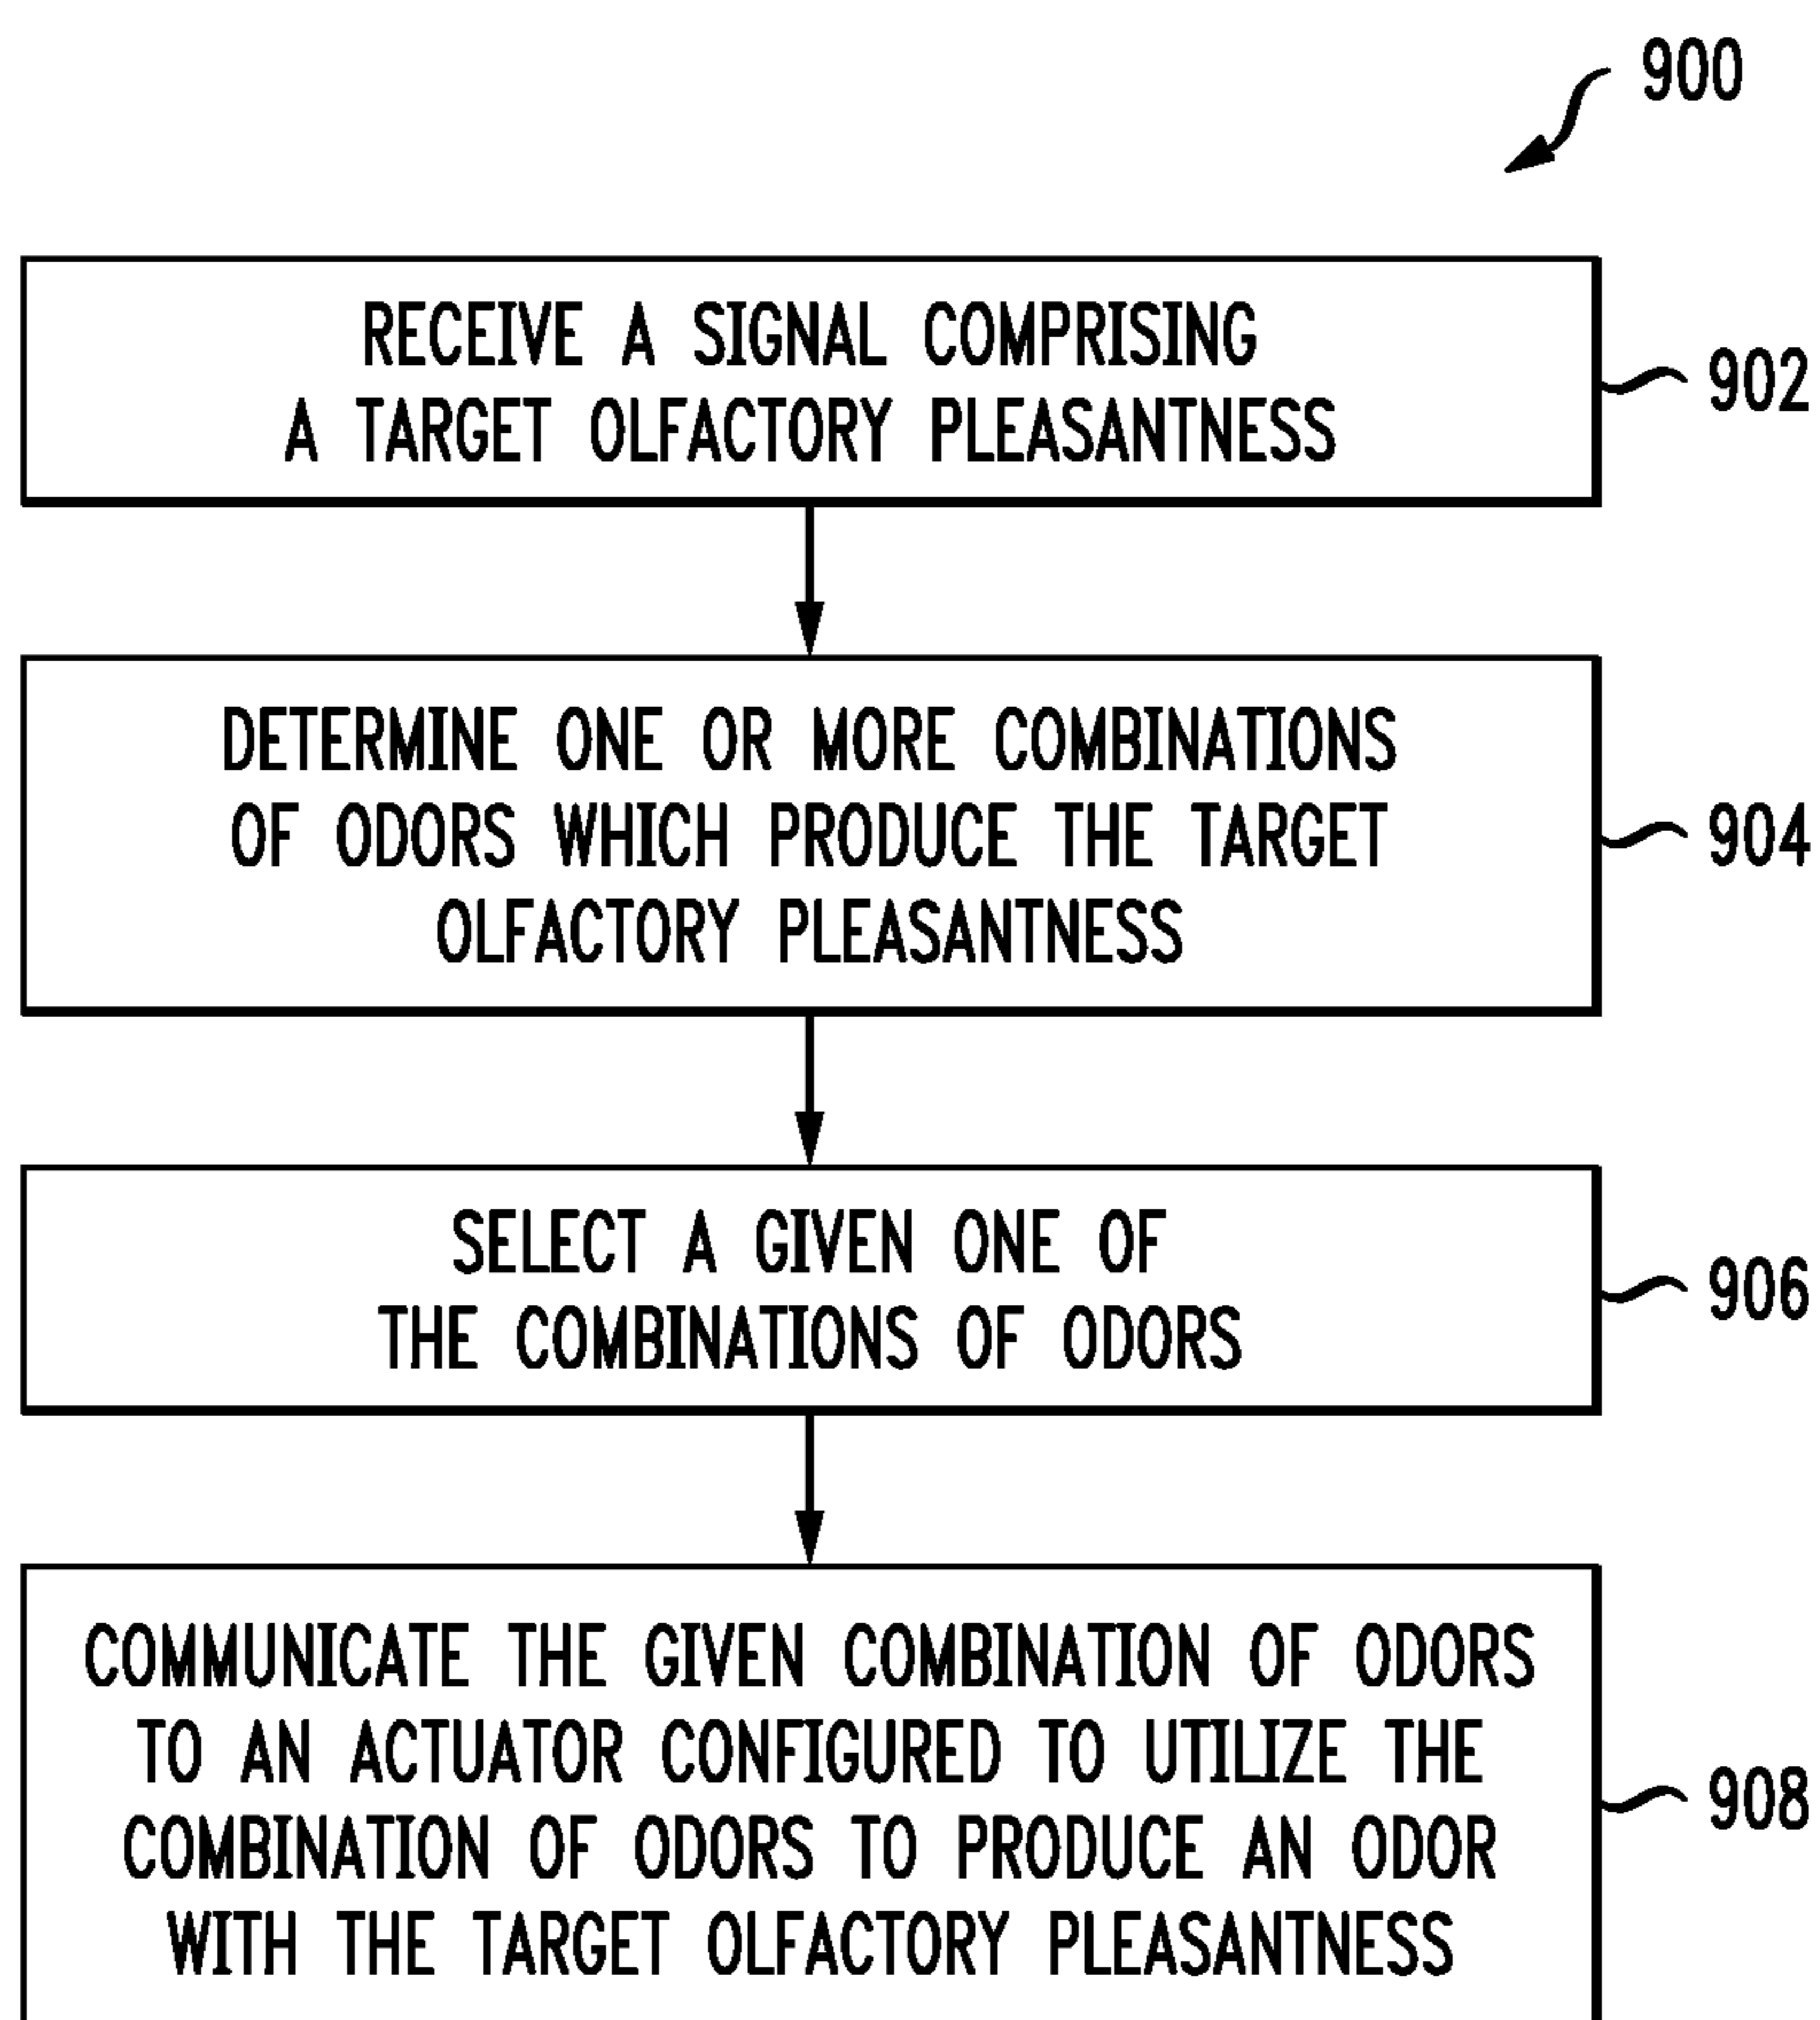 900
RECEIVE A SIGNAL COMPRISING
A TARGET OLFACTORY PLEASANTNESS
902
DETERMINE ONE OR MORE COMBINATIONS
OF ODORS WHICH PRODUCE THE TARGET
OLFACTORY PLEASANTNESS
904
SELECT A GIVEN ONE OF
THE COMBINATIONS OF ODORS
906
COMMUNICATE THE GIVEN COMBINATION OF ODORS
TO AN ACTUATOR CONFIGURED TO UTILIZE THE
COMBINATION OF ODORS TO PRODUCE AN ODOR
WITH THE TARGET OLFACTORY PLEASANTNESS
908